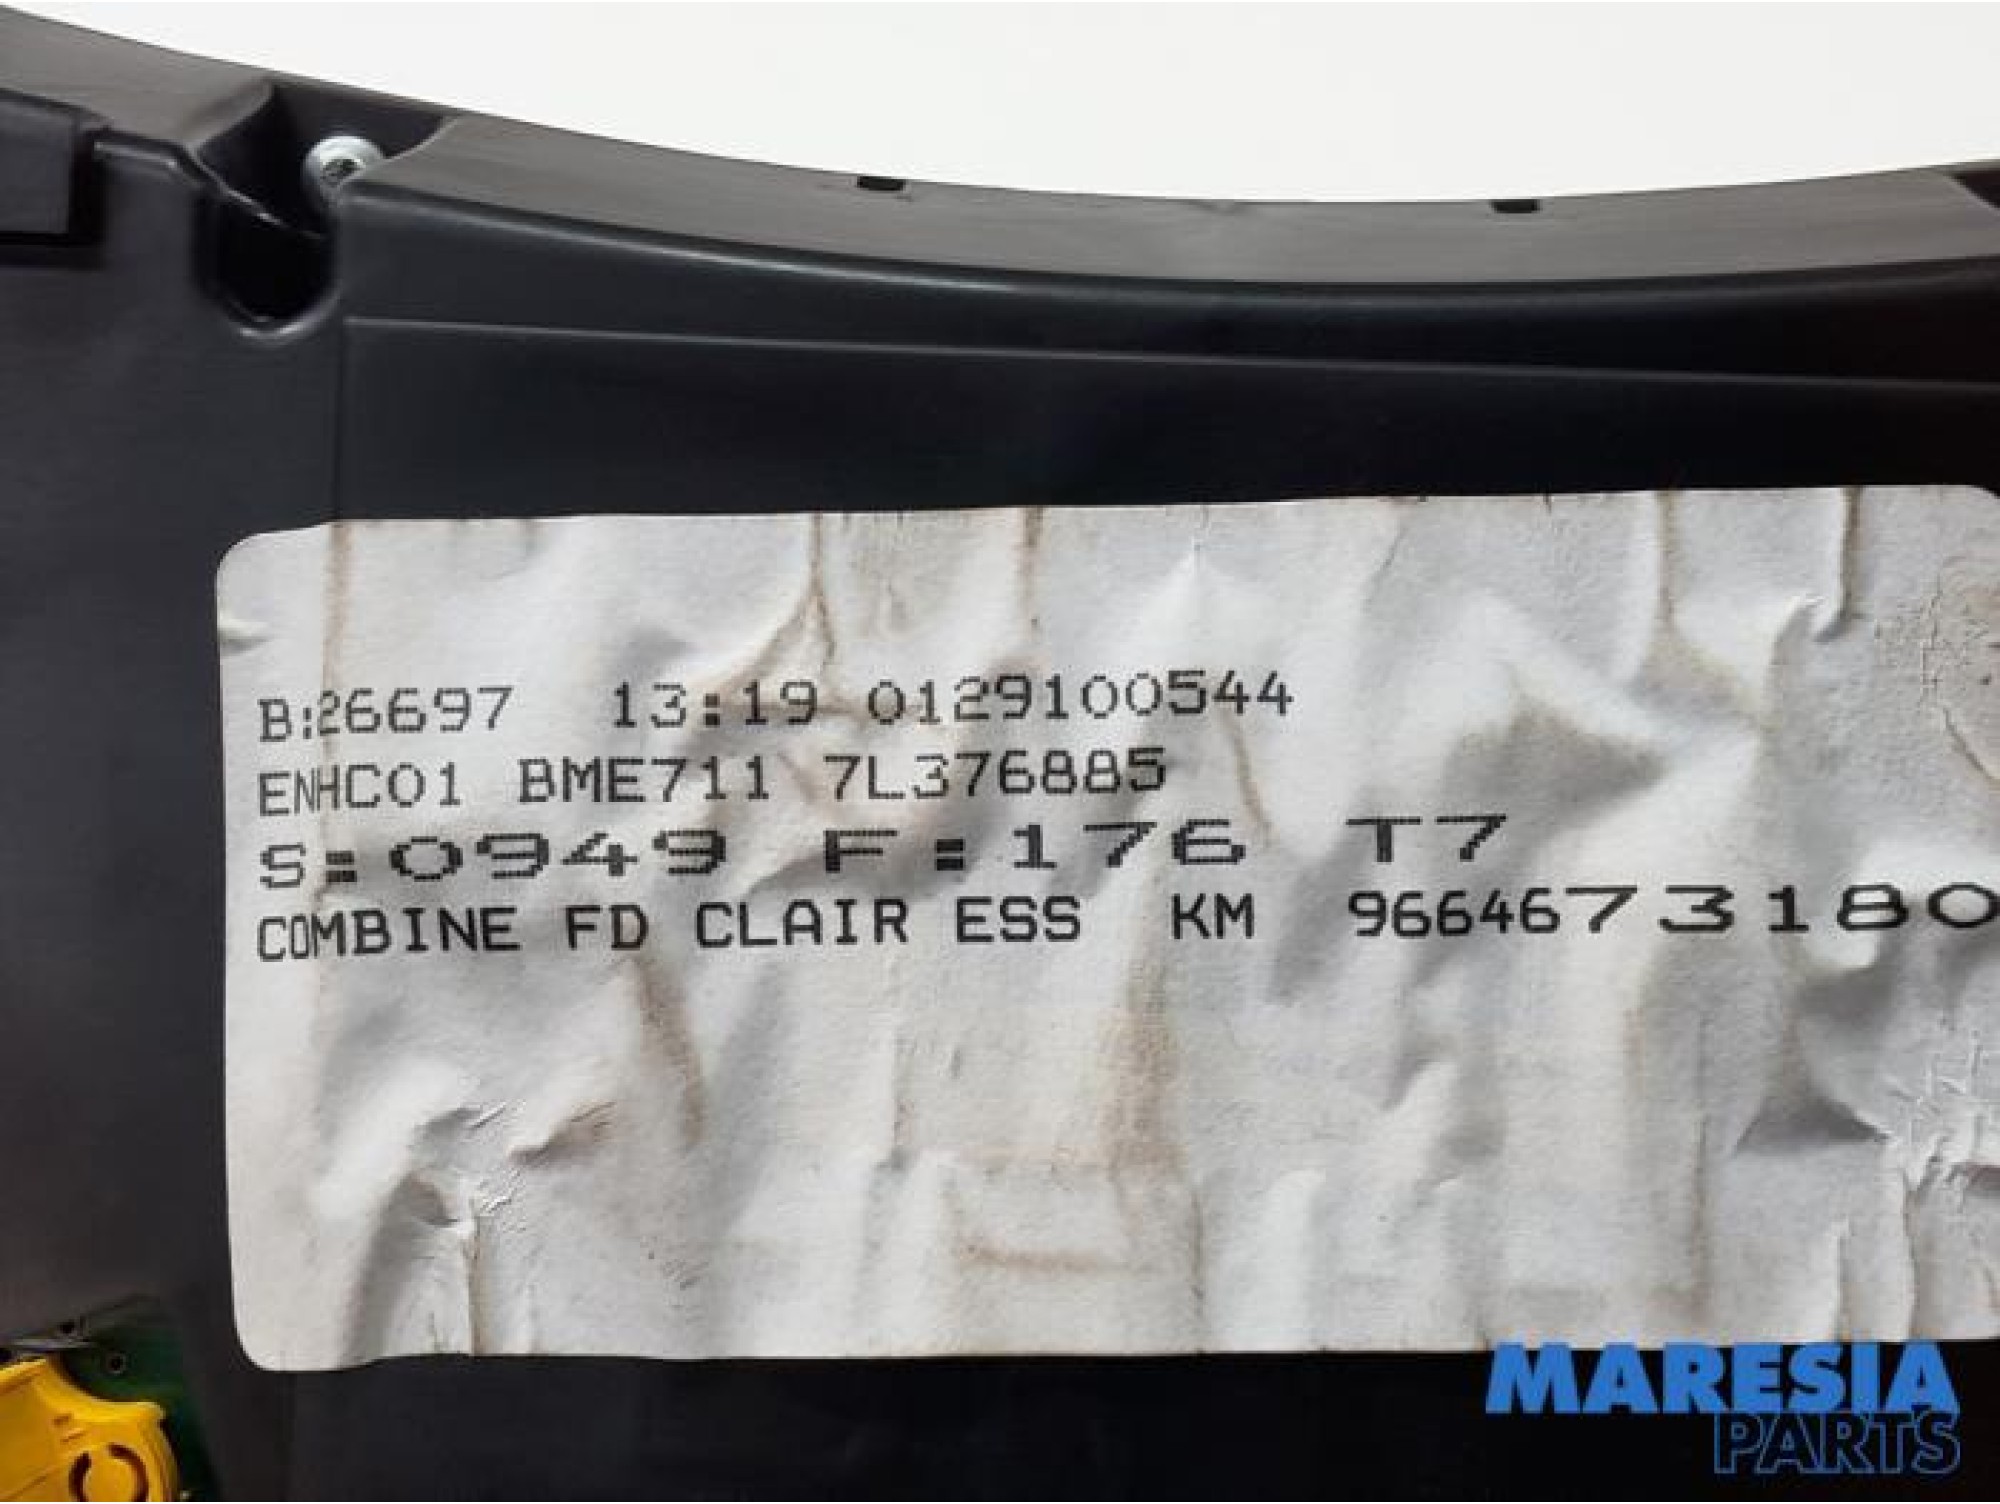 B:26697 13:19 0129100544
ENHC01 BME711 7L376885
S:0949 F:176 T7
COMBINE FD CLAIR ESS KM 9664673180
MARESIA
PARTS